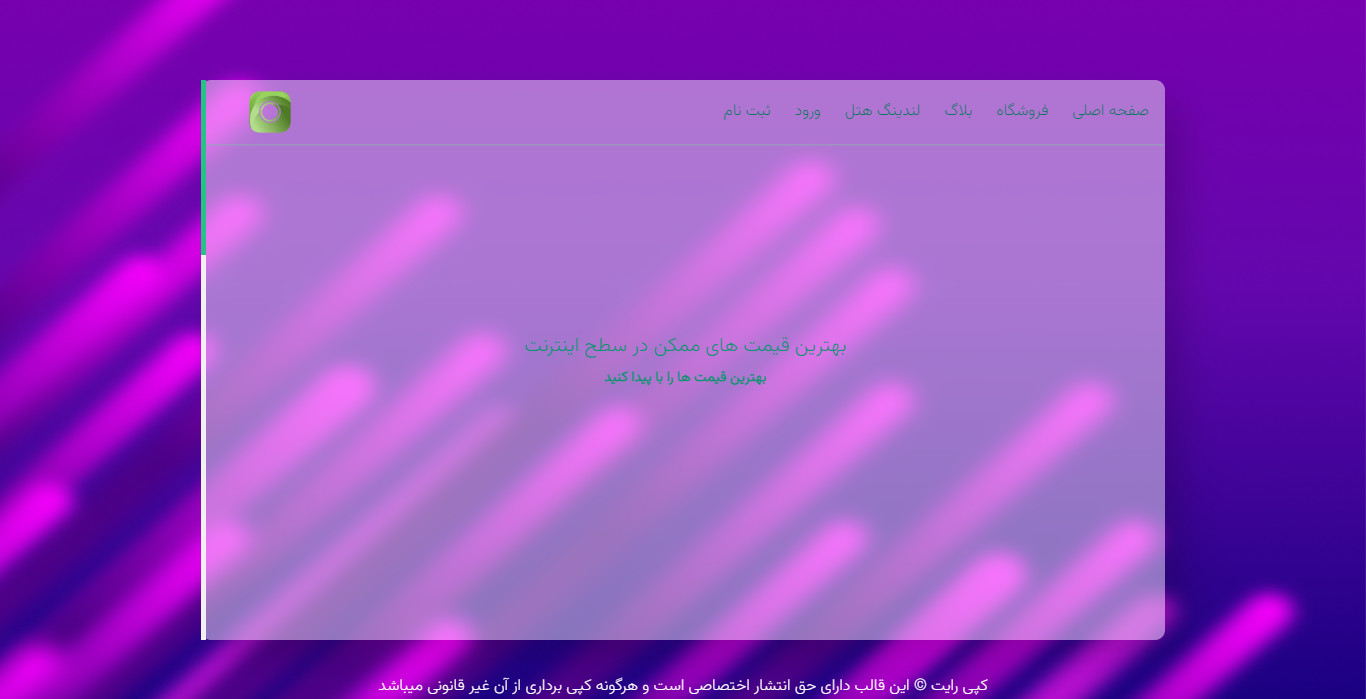 صفحه اصلی فروشگاه بلاگ لندینگ هتل ورود ثبت نام
بهترین قیمت های ممکن در سطح اینترنت
بهترین قیمت ها را با پیدا کنید
کپی رایت © این قالب دارای حق انتشار اختصاصی است و هرگونه کپی برداری از آن غیر قانونی میباشد